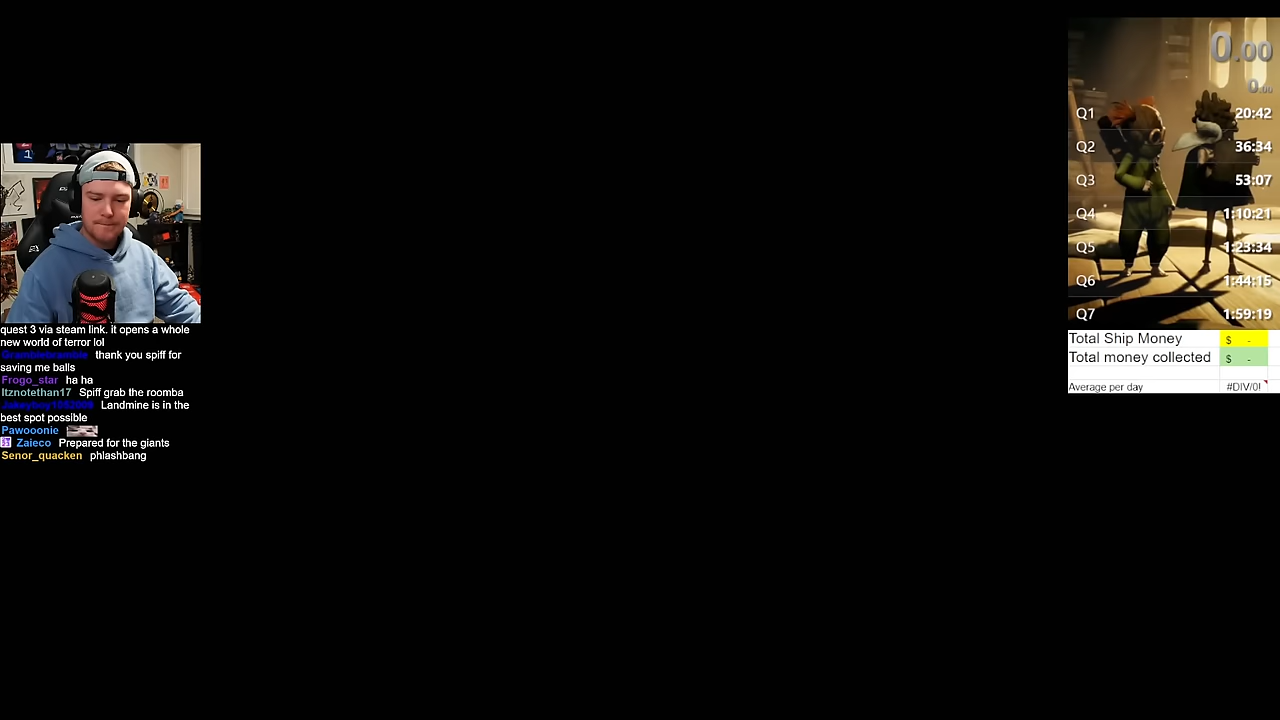 0.00
0.00
Q1 20:42
Q2 36:34
Q3 53:07
Q4 1:10:21
Q5 1:23:34
Q6 1:44:15
Q7 1:59:19
Total Ship Money $ -
Total money collected $ -
Average per day #DIV/0!
quest 3 via steam link. it opens a whole
new world of terror lol
thank you spiff for
saving me balls
Frogo_star ha ha
Itznotethan17 Spiff grab the roomba
Landmine is in the
best spot possible
Pawooonie
Zaieco Prepared for the giants
Senor_quacken phlashbang